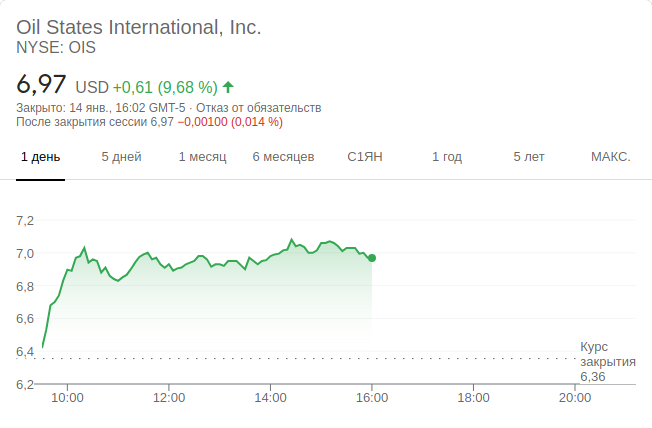 Oil States International, Inc.
NYSE: OIS
6,97 USD +0,61 (9,68 %)
Закрыто: 14 янв., 16:02 GMT-5 · Отказ от обязательств
После закрытия сессии 6,97 −0,00100 (0,014 %)
1 день 5 дней 1 месяц 6 месяцев С1ЯН 1 год 5 лет МАКС.
7,2
7,0
6,8
6,6
6,4
6,2
Курс
закрытия
6,36
10:00 12:00 14:00 16:00 18:00 20:00